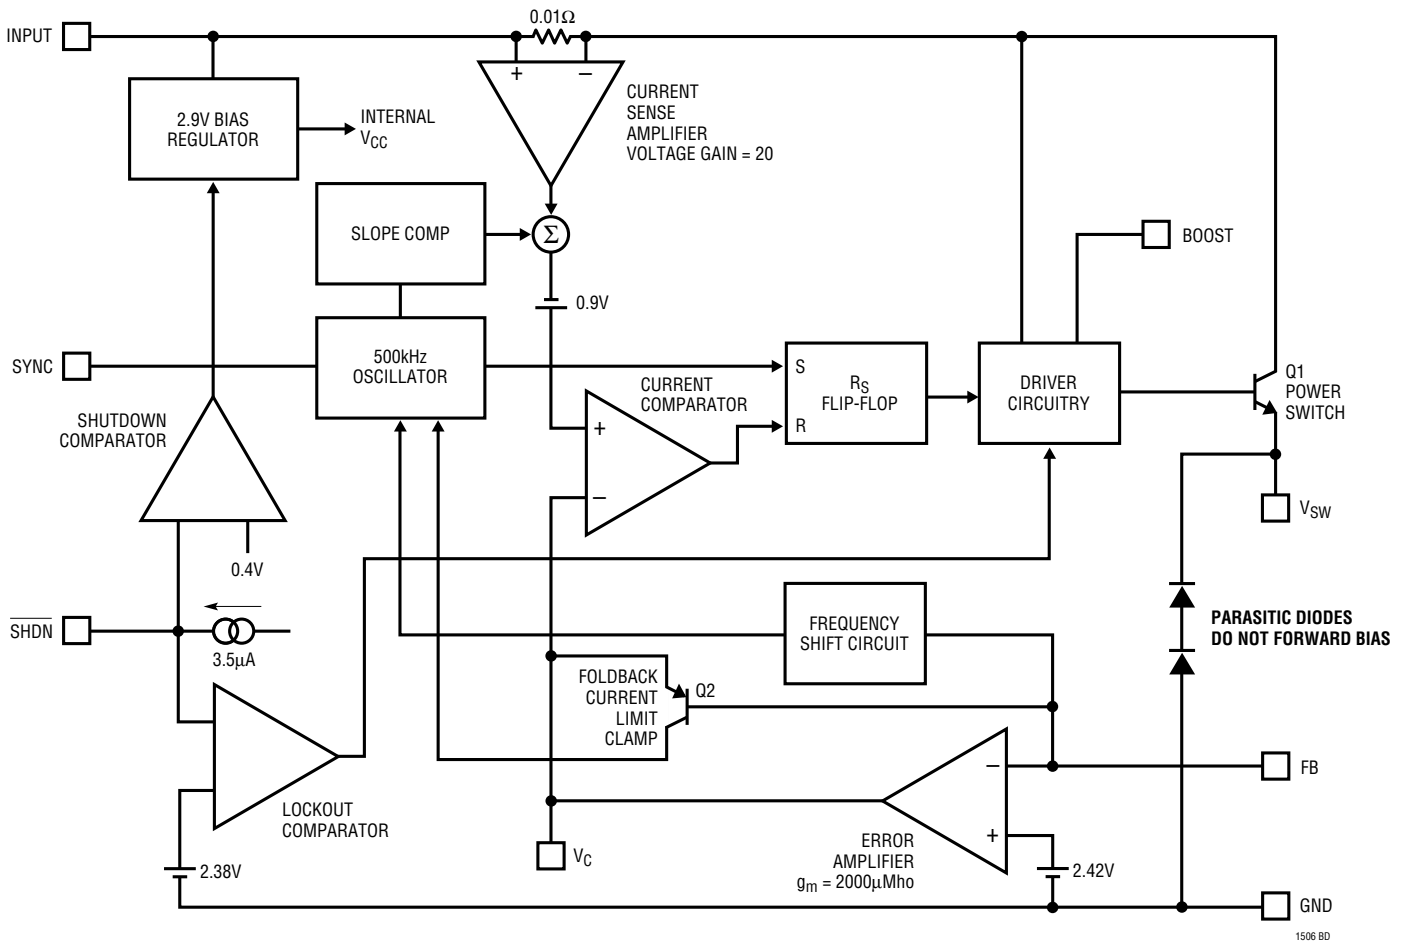 0.01Ω
INPUT
+
–
2.9V BIAS
REGULATOR
INTERNAL
VCC
CURRENT
SENSE
AMPLIFIER
VOLTAGE GAIN = 20
SLOPE COMP
Σ
BOOST
0.9V
SYNC
500kHz
OSCILLATOR
S
R
RS
FLIP-FLOP
DRIVER
CIRCUITRY
Q1
POWER
SWITCH
CURRENT
COMPARATOR
SHUTDOWN
COMPARATOR
+
–
VSW
0.4V
SHDN
3.5µA
FREQUENCY
SHIFT CIRCUIT
PARASITIC DIODES
DO NOT FORWARD BIAS
FOLDBACK
CURRENT
LIMIT
CLAMP
Q2
–
+
FB
LOCKOUT
COMPARATOR
ERROR
AMPLIFIER
gm = 2000µMho
VC
2.38V
2.42V
GND
1506 BD